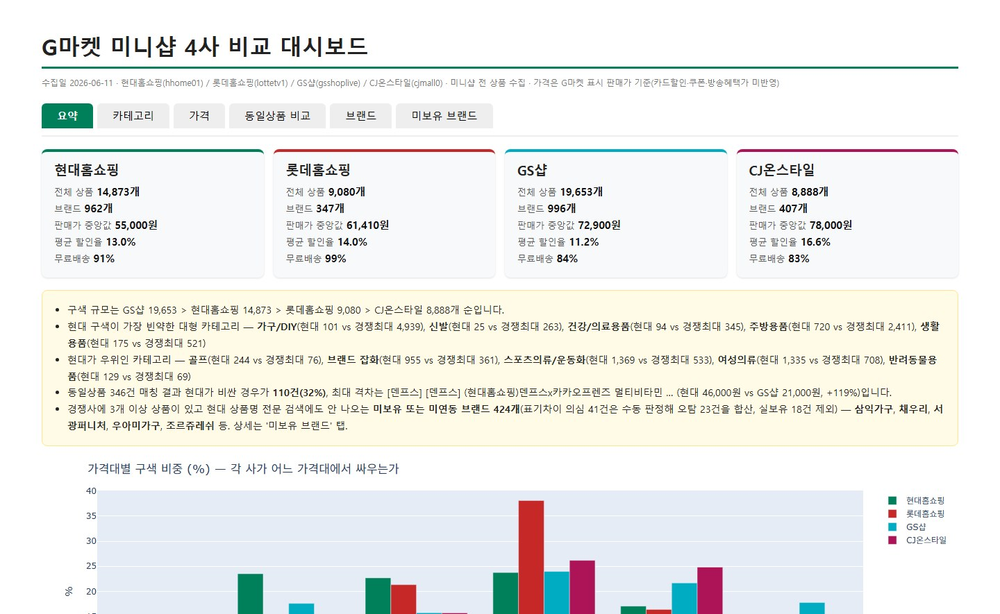 G마켓 미니샵 4사 비교 대시보드
수집일 2026-06-11 · 현대홈쇼핑(hhome01) / 롯데홈쇼핑(lottetv1) / GS샵(gsshoplive) / CJ온스타일(cjmall0) · 미니샵 전 상품 수집 · 가격은 G마켓 표시 판매가 기준(카드할인·쿠폰·방송혜택가 미반영)
요약 카테고리 가격 동일상품 비교 브랜드 미보유 브랜드
현대홈쇼핑
전체 상품 14,873개
브랜드 962개
판매가 중앙값 55,000원
평균 할인율 13.0%
무료배송 91%
롯데홈쇼핑
전체 상품 9,080개
브랜드 347개
판매가 중앙값 61,410원
평균 할인율 14.0%
무료배송 99%
GS샵
전체 상품 19,653개
브랜드 996개
판매가 중앙값 72,900원
평균 할인율 11.2%
무료배송 84%
CJ온스타일
전체 상품 8,888개
브랜드 407개
판매가 중앙값 78,000원
평균 할인율 16.6%
무료배송 83%
• 구색 규모는 GS샵 19,653 > 현대홈쇼핑 14,873 > 롯데홈쇼핑 9,080 > CJ온스타일 8,888개 순입니다.
• 현대 구색이 가장 빈약한 대형 카테고리 — 가구/DIY(현대 101 vs 경쟁최대 4,939), 신발(현대 25 vs 경쟁최대 263), 건강/의료용품(현대 94 vs 경쟁최대 345), 주방용품(현대 720 vs 경쟁최대 2,411), 생활
용품(현대 175 vs 경쟁최대 521)
• 현대가 우위인 카테고리 — 골프(현대 244 vs 경쟁최대 76), 브랜드 잡화(현대 955 vs 경쟁최대 361), 스포츠의류/운동화(현대 1,369 vs 경쟁최대 533), 여성의류(현대 1,335 vs 경쟁최대 708), 반려동물용
품(현대 129 vs 경쟁최대 69)
• 동일상품 346건 매칭 결과 현대가 비싼 경우가 110건(32%), 최대 격차는 [덴프스] [덴프스] (현대홈쇼핑)덴프스x카카오프렌즈 멀티비타민 … (현대 46,000원 vs GS샵 21,000원, +119%)입니다.
• 경쟁사에 3개 이상 상품이 있고 현대 상품명 전문 검색에도 안 나오는 미보유 또는 미연동 브랜드 424개(표기차이 의심 41건은 수동 판정해 오탐 23건을 합산, 실보유 18건 제외) — 삼익가구, 채우리, 서
광퍼니처, 우아미가구, 조르쥬레쉬 등. 상세는 '미보유 브랜드' 탭.
가격대별 구색 비중 (%) — 각 사가 어느 가격대에서 싸우는가
40
35
30
25
20
%
현대홈쇼핑
롯데홈쇼핑
GS샵
CJ온스타일